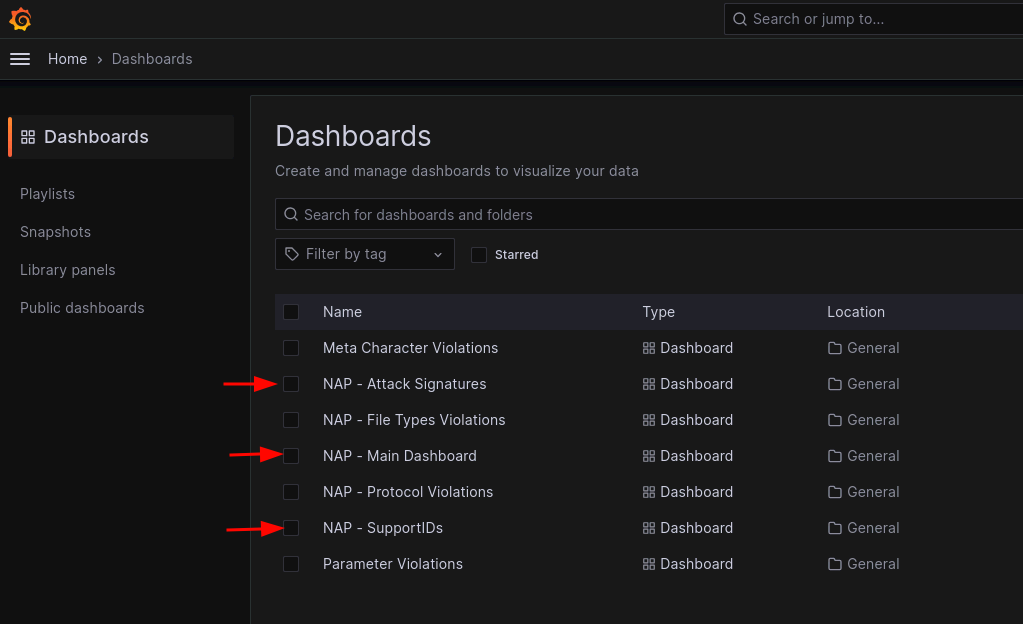 Search or jump to...
Home › Dashboards
Dashboards
Playlists
Snapshots
Library panels
Public dashboards
Dashboards
Create and manage dashboards to visualize your data
Search for dashboards and folders
Filter by tag Starred
Name Type Location
Meta Character Violations Dashboard General
NAP - Attack Signatures Dashboard General
NAP - File Types Violations Dashboard General
NAP - Main Dashboard Dashboard General
NAP - Protocol Violations Dashboard General
NAP - SupportIDs Dashboard General
Parameter Violations Dashboard General